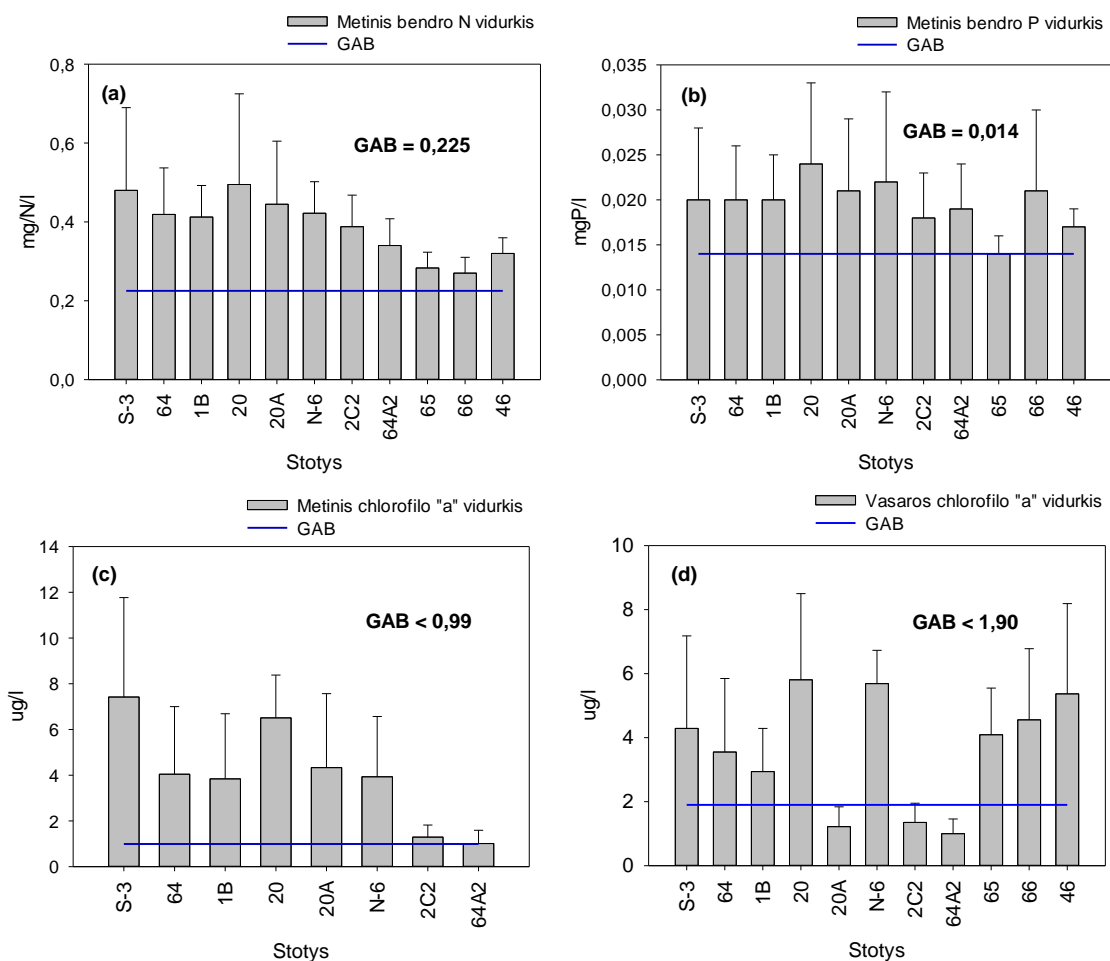 Metinis bendro N vidurkis
GAB
0,8
0,6
0,4
0,2
0,0
mg/N/l
(a)
GAB = 0,225
S-3
64
1B
20
20A
N-6
2C2
64A2
65
66
46
Stotys
Metinis bendro P vidurkis
GAB
0,035
0,030
0,025
0,020
0,015
0,010
0,005
0,000
mgP/l
(b)
GAB = 0,014
S-3
64
1B
20
20A
N-6
2C2
64A2
65
66
46
Stotys
Metinis chlorofilo "a" vidurkis
GAB
14
12
10
8
6
4
2
0
ug/l
(c)
GAB < 0,99
S-3
64
1B
20
20A
N-6
2C2
64A2
Stotys
Vasaros chlorofilo "a" vidurkis
GAB
10
8
6
4
2
0
ug/l
(d)
GAB < 1,90
S-3
64
1B
20
20A
N-6
2C2
64A2
65
66
46
Stotys